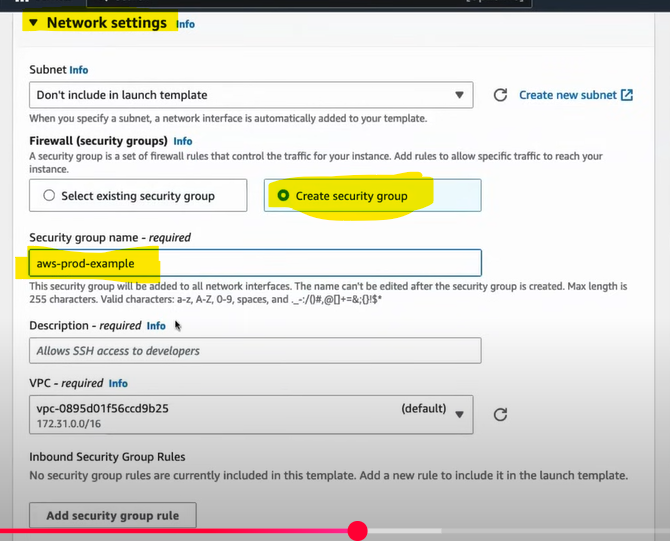 Network settings Info
Subnet Info
Don't include in launch template
Create new subnet
When you specify a subnet, a network interface is automatically added to your template.
Firewall (security groups) Info
A security group is a set of firewall rules that control the traffic for your instance. Add rules to allow specific traffic to reach your
instance.
Select existing security group
Create security group
Security group name - required
aws-prod-example
This security group will be added to all network interfaces. The name can't be edited after the security group is created. Max length is
255 characters. Valid characters: a-z, A-Z, 0-9, spaces, and ._-:/()#,@[]+=&;{}!$*
Description - required Info
Allows SSH access to developers
VPC - required Info
vpc-0895d01f56ccd9b25
(default)
172.31.0.0/16
Inbound Security Group Rules
No security group rules are currently included in this template. Add a new rule to include it in the launch template.
Add security group rule